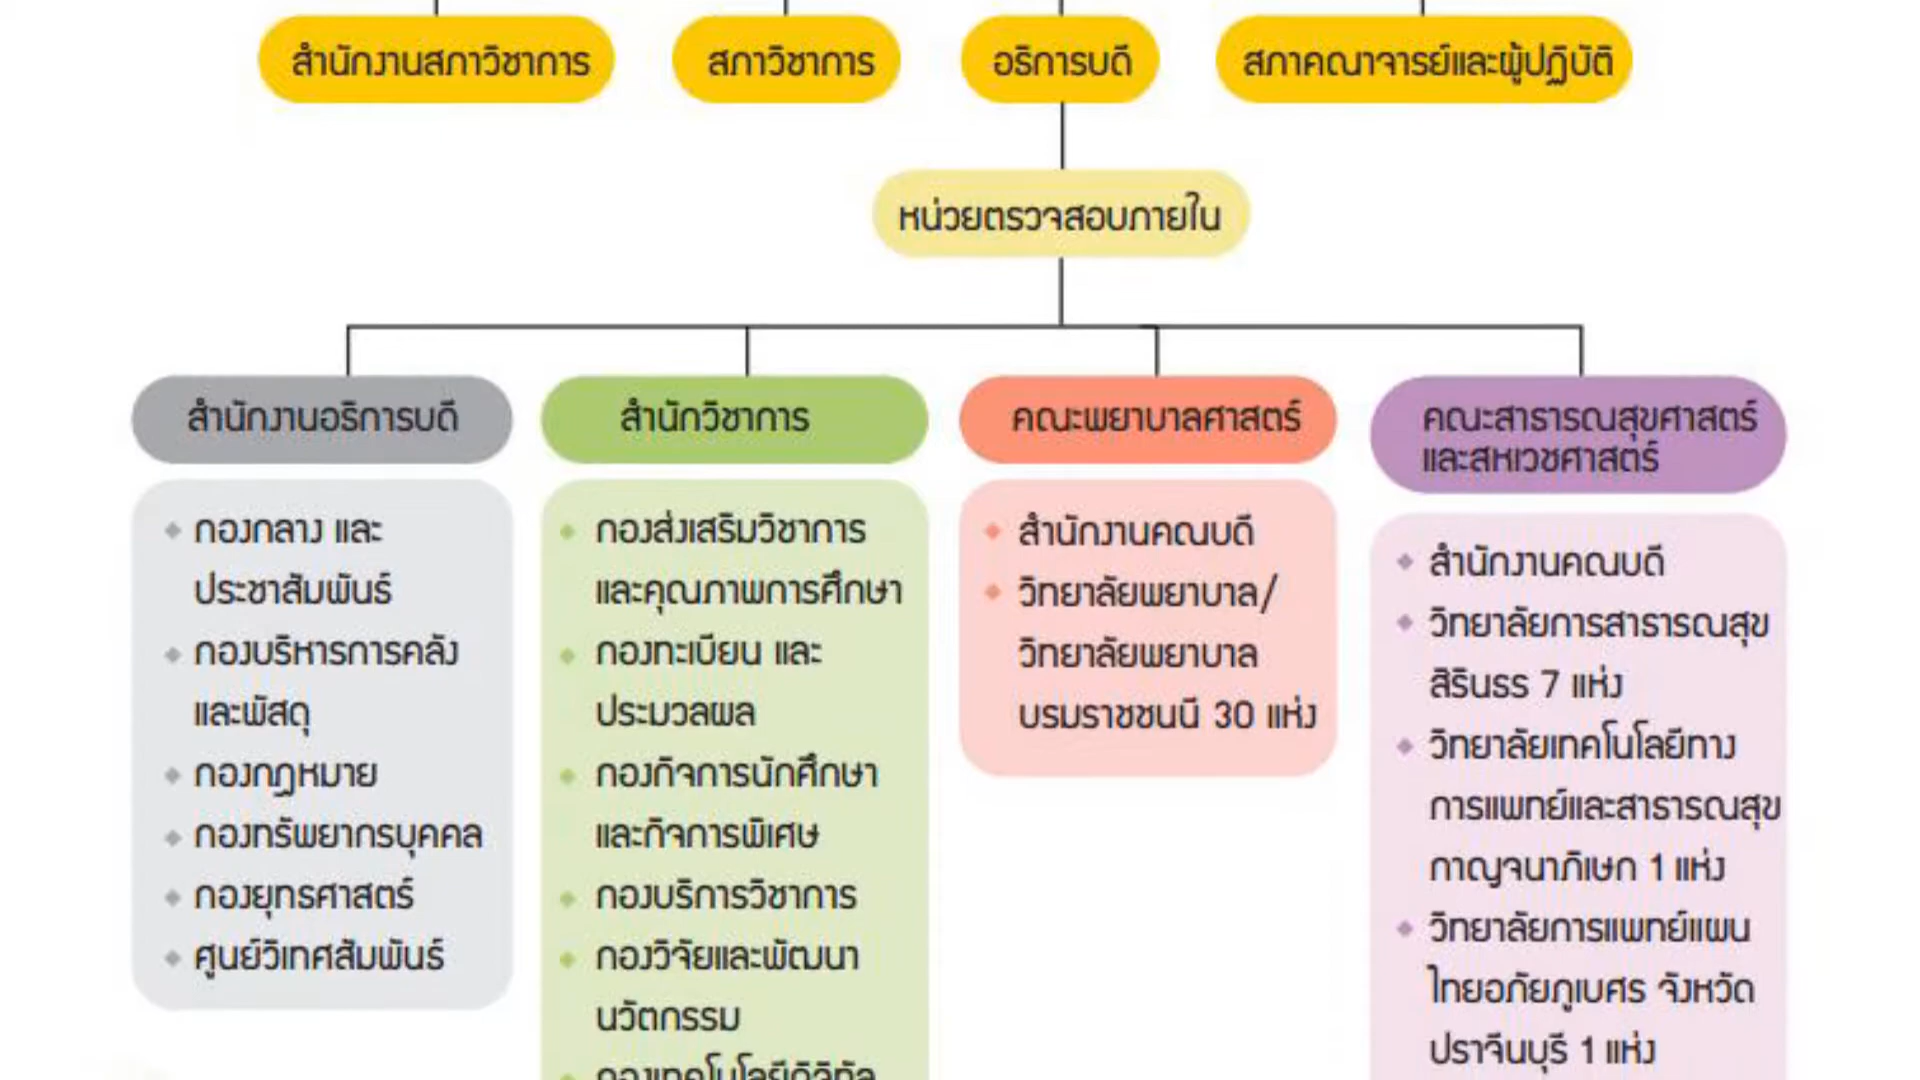 สำนักงานสภาวิชาการ
สภาวิชาการ
อธิการบดี
สภาคณาจารย์และผู้ปฏิบัติ
หน่วยตรวจสอบภายใน
สำนักงานอธิการบดี
กองกลาง และ
ประชาสัมพันธ์
กองบริหารการคลัง
และพัสดุ
กองกฎหมาย
กองทรัพยากรบุคคล
กองยุทธศาสตร์
ศูนย์วิเทศสัมพันธ์
สำนักวิชาการ
กองส่งเสริมวิชาการ
และคุณภาพการศึกษา
กองทะเบียน และ
ประมวลผล
กองกิจการนักศึกษา
และกิจการพิเศษ
กองบริการวิชาการ
กองวิจัยและพัฒนา
นวัตกรรม
กองเทคโนโลยีดิจิทัล
คณะพยาบาลศาสตร์
สำนักงานคณบดี
วิทยาลัยพยาบาล/
วิทยาลัยพยาบาล
บรมราชชนนี 30 แห่ง
คณะสาธารณสุขศาสตร์
และสหเวชศาสตร์
สำนักงานคณบดี
วิทยาลัยการสาธารณสุข
สิรินธร 7 แห่ง
วิทยาลัยเทคโนโลยีทาง
การแพทย์และสาธารณสุข
กาญจนาภิเษก 1 แห่ง
วิทยาลัยการแพทย์แผน
ไทยอภัยภูเบศร จังหวัด
ปราจีนบุรี 1 แห่ง